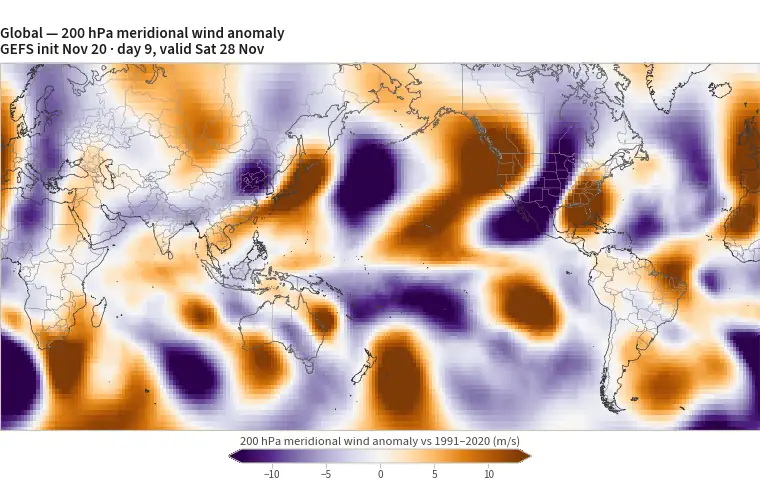 Global — 200 hPa meridional wind anomaly
GEFS init Nov 20 · day 9, valid Sat 28 Nov
200 hPa meridional wind anomaly vs 1991–2020 (m/s)
−10 −5 0 5 10